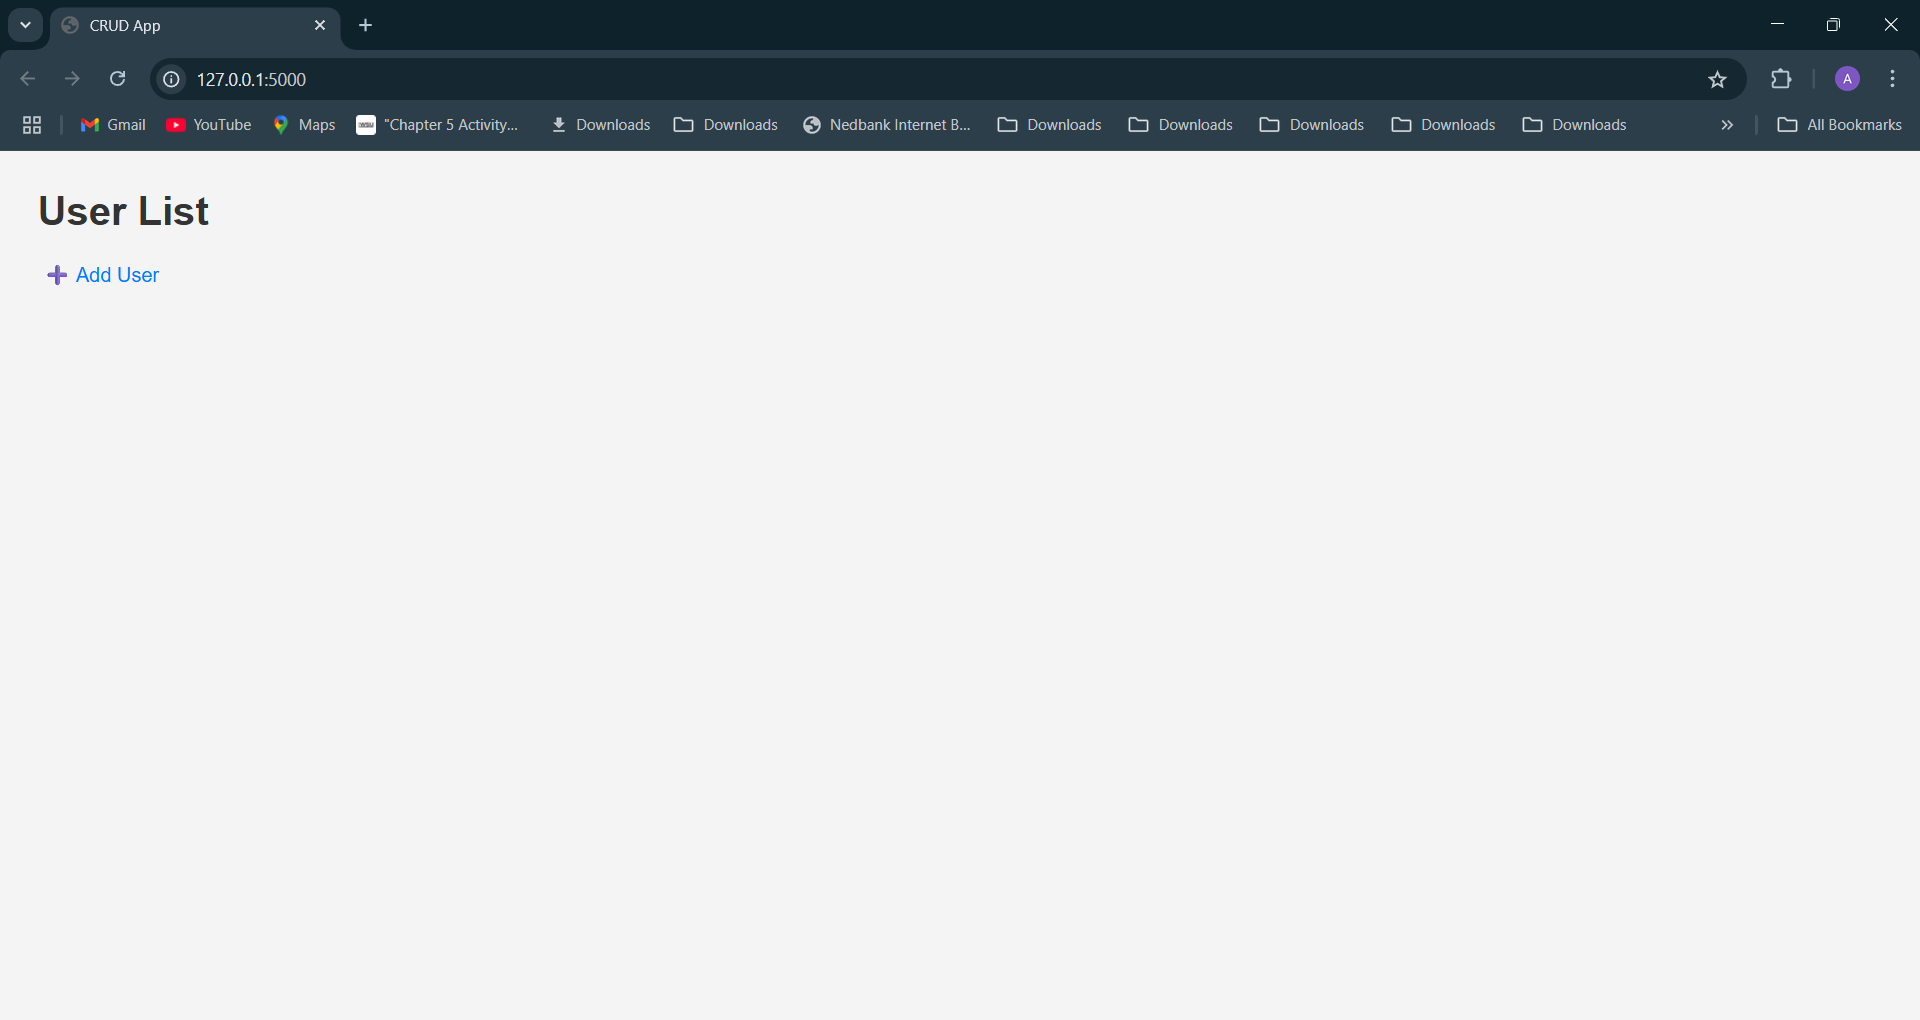 CRUD App
127.0.0.1:5000
A
Gmail YouTube Maps "Chapter 5 Activity... Downloads Downloads Nedbank Internet B... Downloads Downloads Downloads Downloads Downloads All Bookmarks
User List
Add User